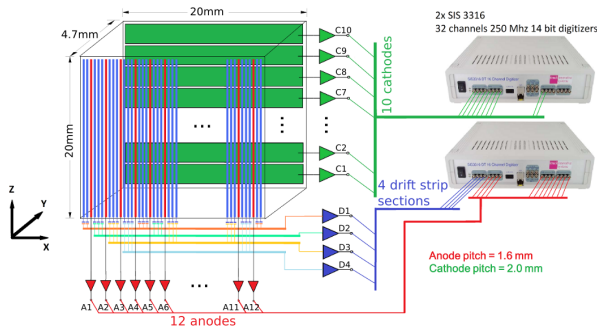 20mm
4.7mm
20mm
C10
C9
C8
C7
...
C2
C1
10 cathodes
2x SIS 3316
32 channels 250 Mhz 14 bit digitizers
4 drift strip
sections
D1
D2
D3
D4
Z
Y
X
Anode pitch = 1.6 mm
Cathode pitch = 2.0 mm
A1 A2 A3 A4 A5 A6 ... A11 A12
12 anodes